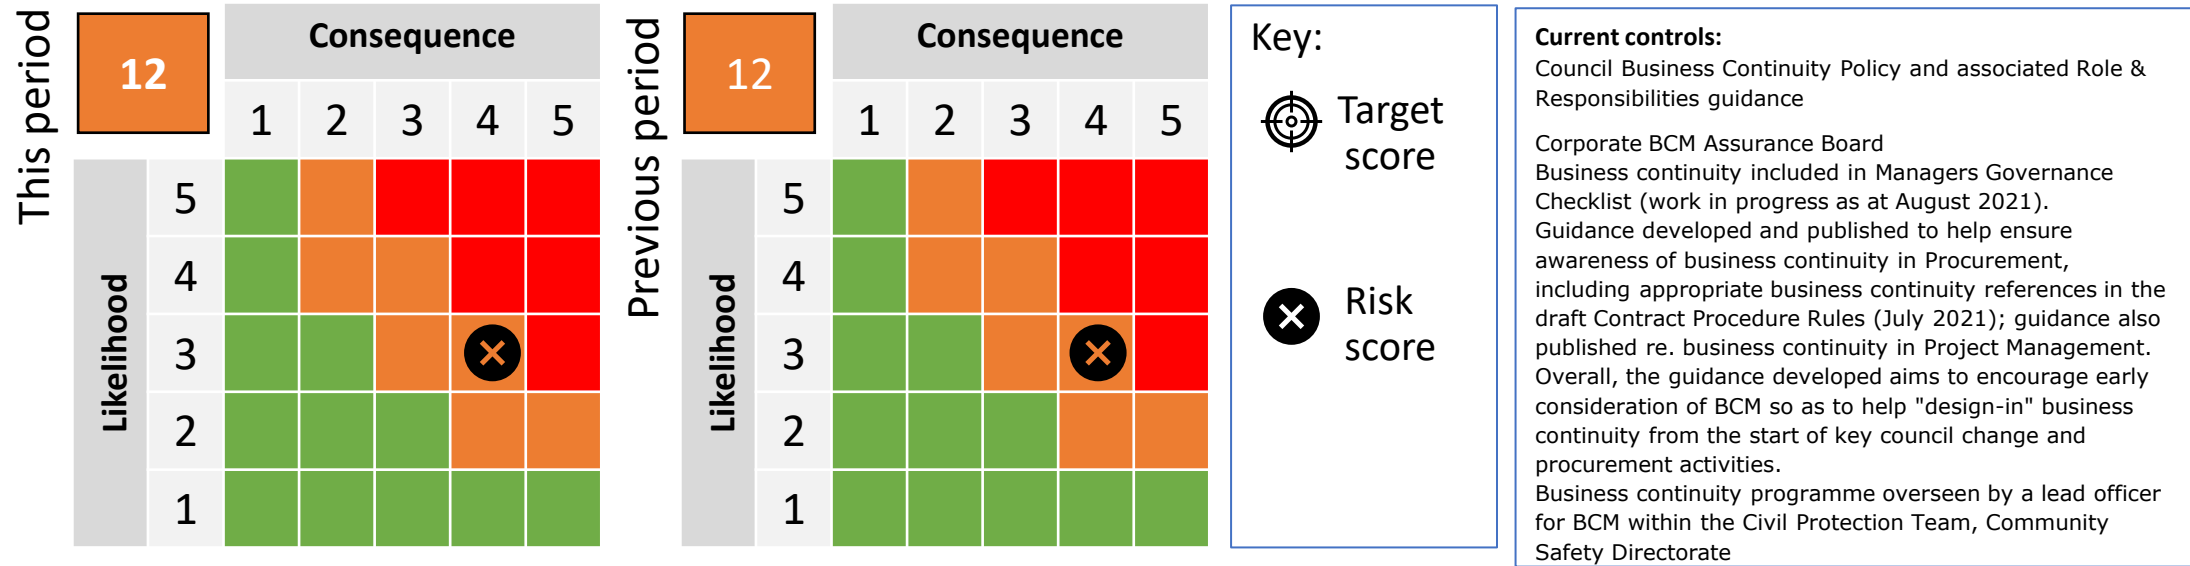 This period
12
Consequence
1 2 3 4 5
Likelihood
5
4
3
2
1
Previous period
12
Consequence
1 2 3 4 5
Likelihood
5
4
3
2
1
Key:
Target
score
Risk
score
Current controls:
Council Business Continuity Policy and associated Role &
Responsibilities guidance
Corporate BCM Assurance Board
Business continuity included in Managers Governance
Checklist (work in progress as at August 2021).
Guidance developed and published to help ensure
awareness of business continuity in Procurement,
including appropriate business continuity references in the
draft Contract Procedure Rules (July 2021); guidance also
published re. business continuity in Project Management.
Overall, the guidance developed aims to encourage early
consideration of BCM so as to help "design-in" business
continuity from the start of key council change and
procurement activities.
Business continuity programme overseen by a lead officer
for BCM within the Civil Protection Team, Community
Safety Directorate